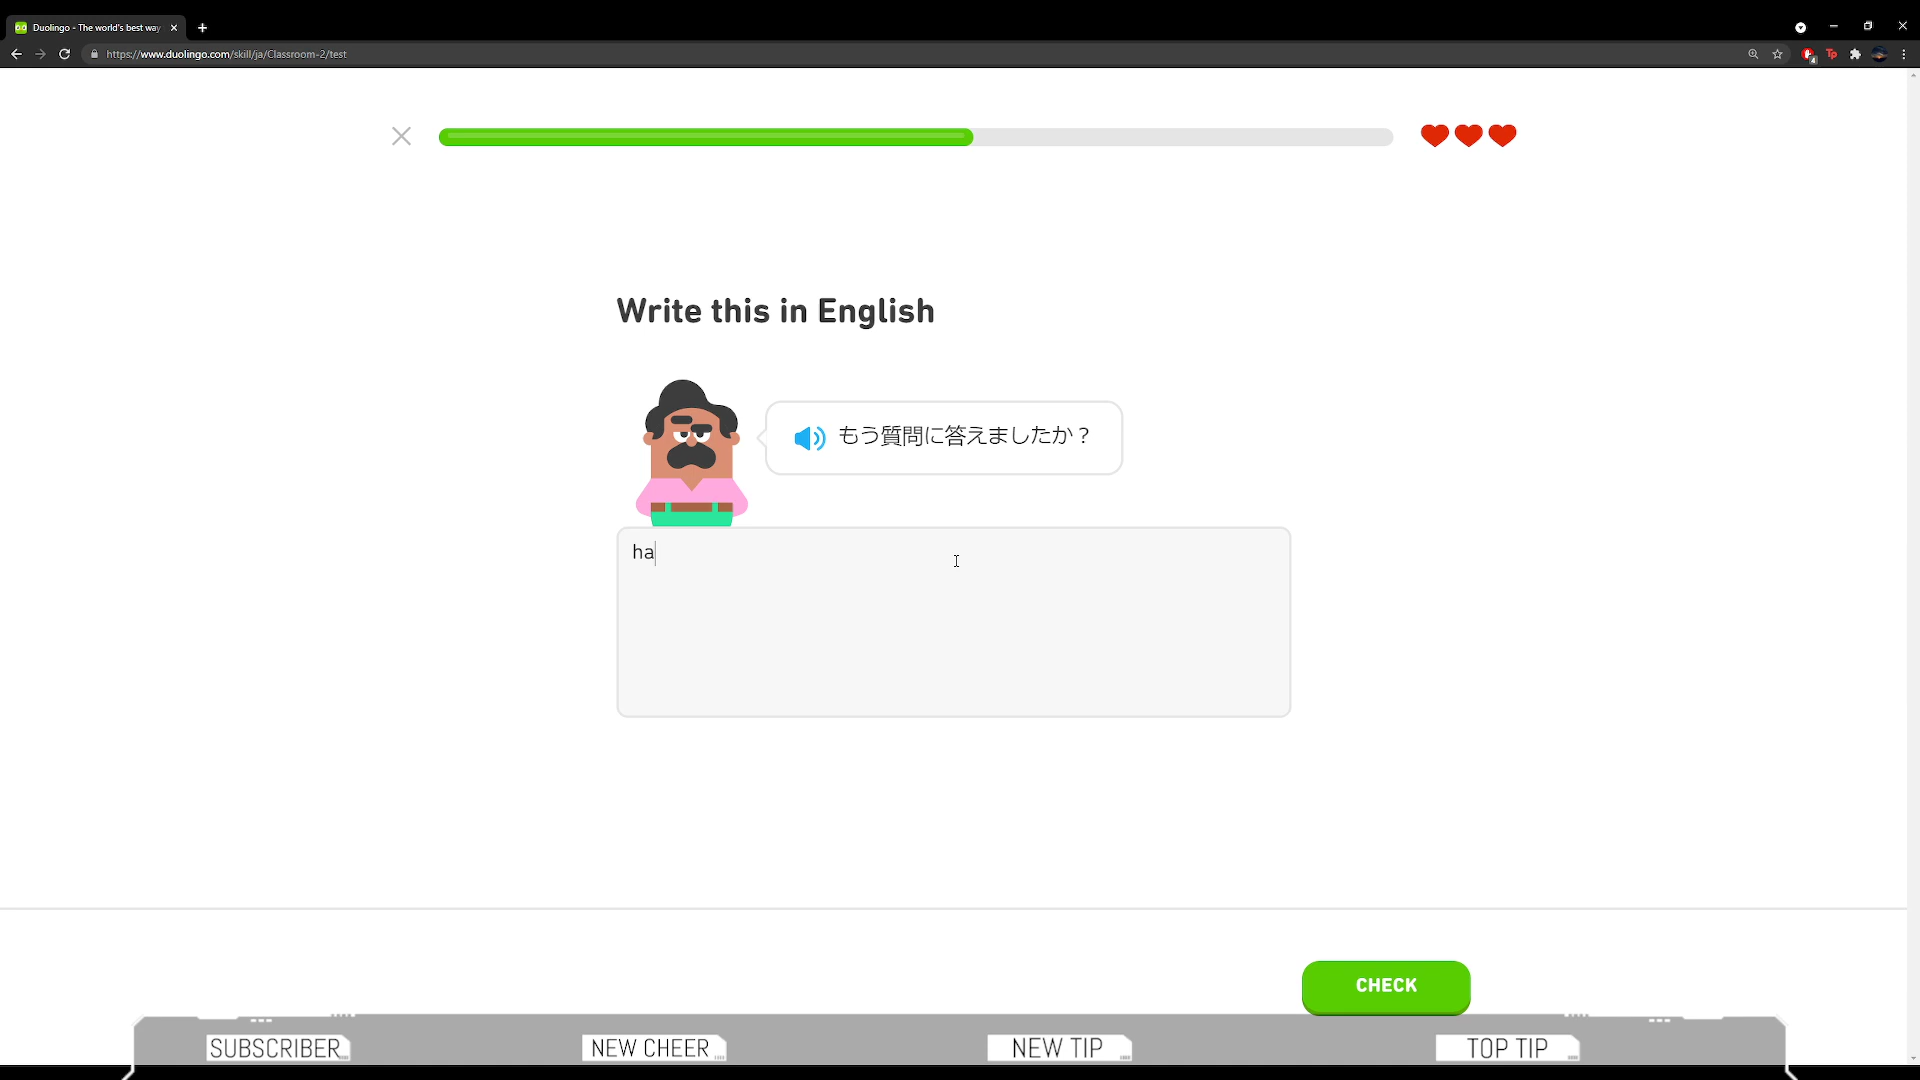 Duolingo - The world's best way
https://www.duolingo.com/skill/ja/Classroom-2/test
Write this in English
もう質問に答えましたか？
ha
CHECK
SUBSCRIBER
NEW CHEER
NEW TIP
TOP TIP